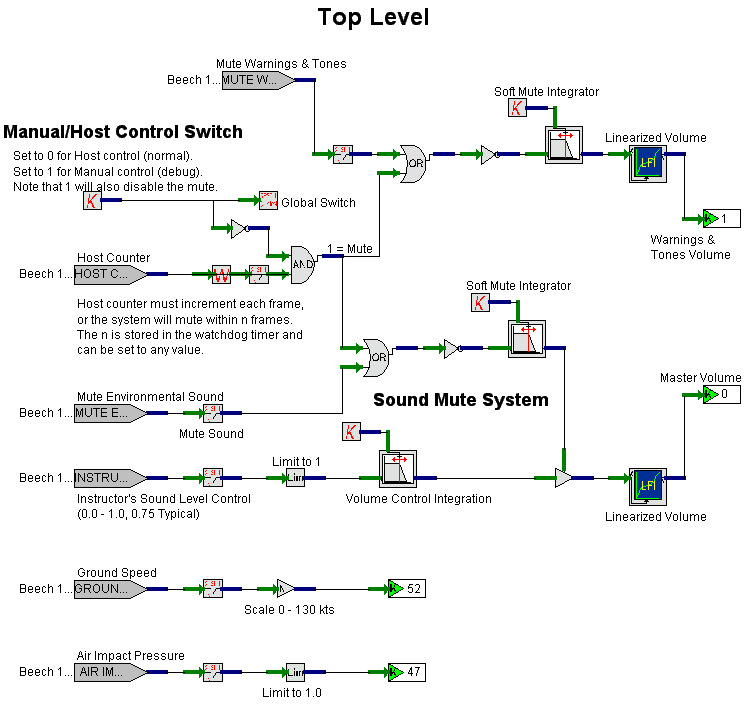 Top Level
Mute Warnings & Tones
Beech 1...
MUTE W...
Soft Mute Integrator
K
Manual/Host Control Switch
Set to 0 for Host control (normal).
Set to 1 for Manual control (debug).
Note that 1 will also disable the mute.
OR
Linearized Volume
LFI
K
Global Switch
K 1
Warnings &
Tones Volume
1 = Mute
AND
Host Counter
Beech 1...
HOST C...
Host counter must increment each frame,
or the system will mute within n frames.
The n is stored in the watchdog timer and
can be set to any value.
Soft Mute Integrator
K
OR
Mute Environmental Sound
Beech 1...
MUTE E...
Mute Sound
Sound Mute System
Master Volume
K 0
K
Limit to 1
Beech 1...
INSTRU...
Lim
Instructor's Sound Level Control
(0.0 - 1.0, 0.75 Typical)
Volume Control Integration
LFI
Linearized Volume
Ground Speed
Beech 1...
GROUN...
K 52
Scale 0 - 130 kts
Air Impact Pressure
Beech 1...
AIR IM...
Lim
K 47
Limit to 1.0